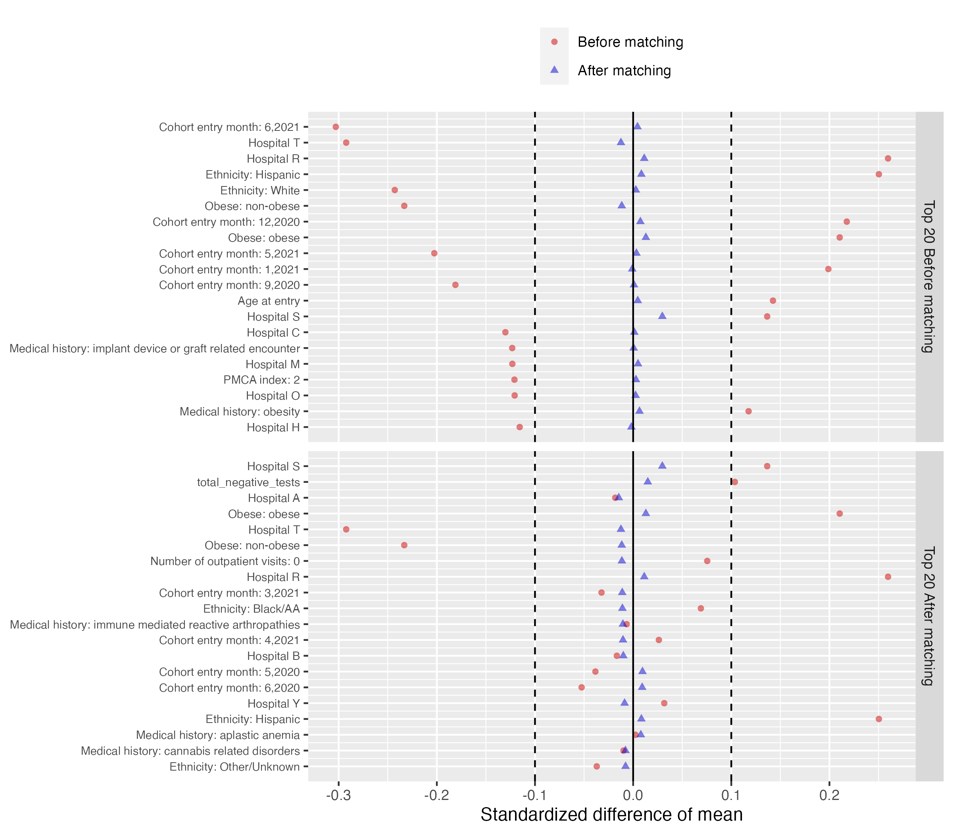 Before matching
After matching
Cohort entry month: 6,2021
Hospital T
Hospital R
Ethnicity: Hispanic
Ethnicity: White
Obese: non-obese
Cohort entry month: 12,2020
Obese: obese
Cohort entry month: 5,2021
Cohort entry month: 1,2021
Cohort entry month: 9,2020
Age at entry
Hospital S
Hospital C
Medical history: implant device or graft related encounter
Hospital M
PMCA index: 2
Hospital O
Medical history: obesity
Hospital H
Top 20 Before matching
Hospital S
total_negative_tests
Hospital A
Obese: obese
Hospital T
Obese: non-obese
Number of outpatient visits: 0
Hospital R
Cohort entry month: 3,2021
Ethnicity: Black/AA
Medical history: immune mediated reactive arthropathies
Cohort entry month: 4,2021
Hospital B
Cohort entry month: 5,2020
Cohort entry month: 6,2020
Hospital Y
Ethnicity: Hispanic
Medical history: aplastic anemia
Medical history: cannabis related disorders
Ethnicity: Other/Unknown
Top 20 After matching
-0.3 -0.2 -0.1 0.0 0.1 0.2
Standardized difference of mean